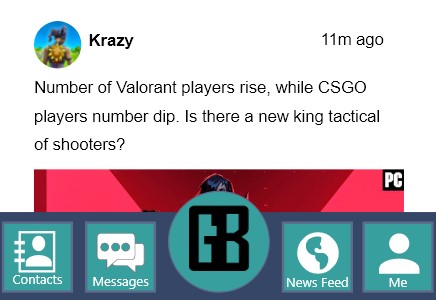 Krazy
11m ago
Number of Valorant players rise, while CSGO
players number dip. Is there a new king tactical
of shooters?
PC
GB
Contacts
Messages
News Feed
Me